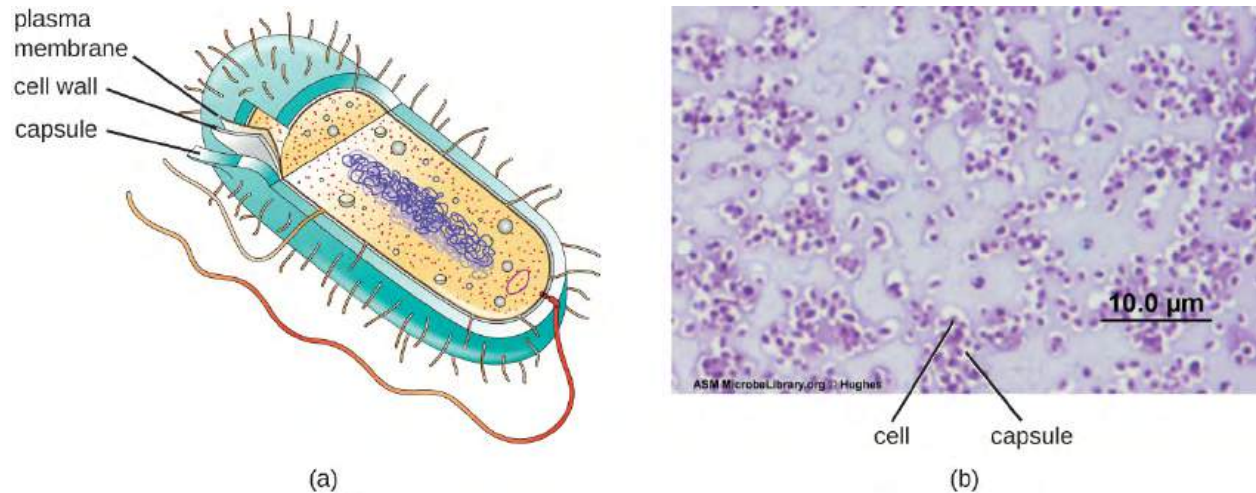 plasma
membrane
cell wall
capsule
10.0 µm
ASM MicrobeLibrary.org © Hughes
cell
capsule
(a)
(b)